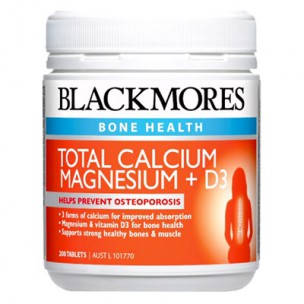 BLACKMORES
BONE HEALTH
TOTAL CALCIUM
MAGNESIUM + D3
HELPS PREVENT OSTEOPOROSIS
• 3 forms of calcium for improved absorption
• Magnesium & vitamin D3 for bone health
• Supports strong healthy bones & muscle
200 TABLETS | AUST L 101770